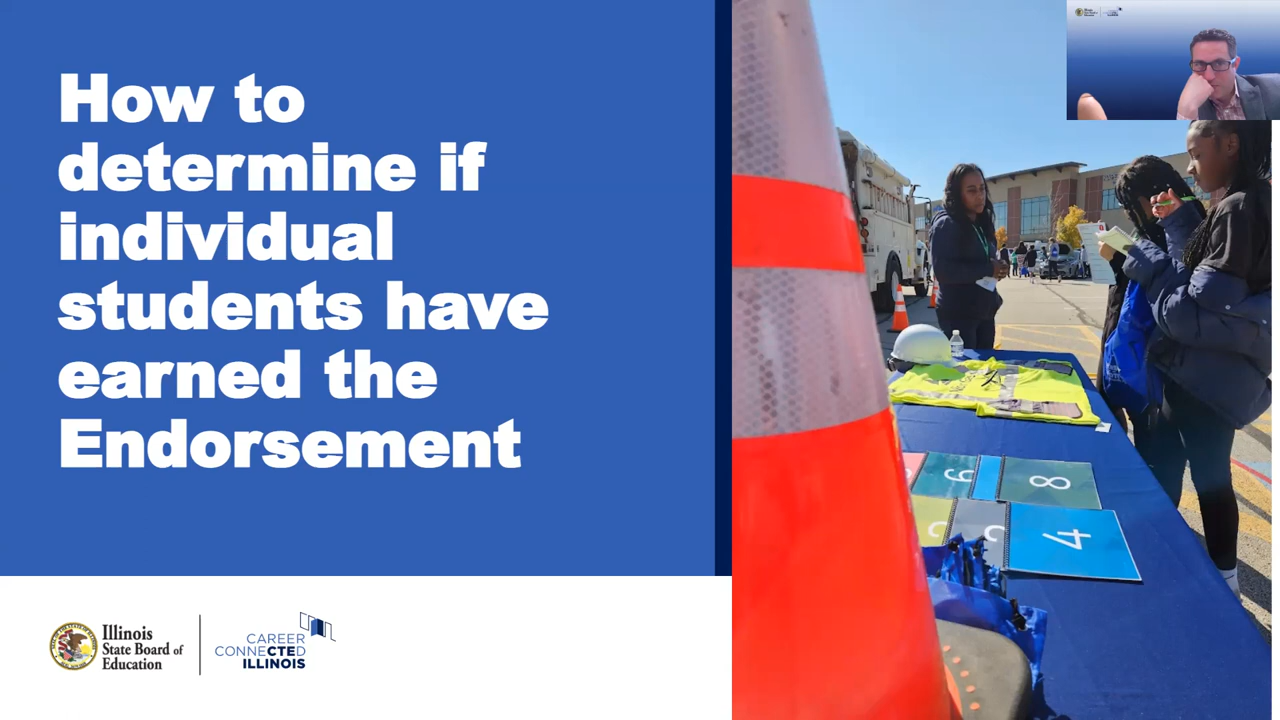 How to
determine if
individual
students have
earned the
Endorsement
Illinois
State Board of
Education
CAREER
CONNECTED
ILLINOIS
6
8
4